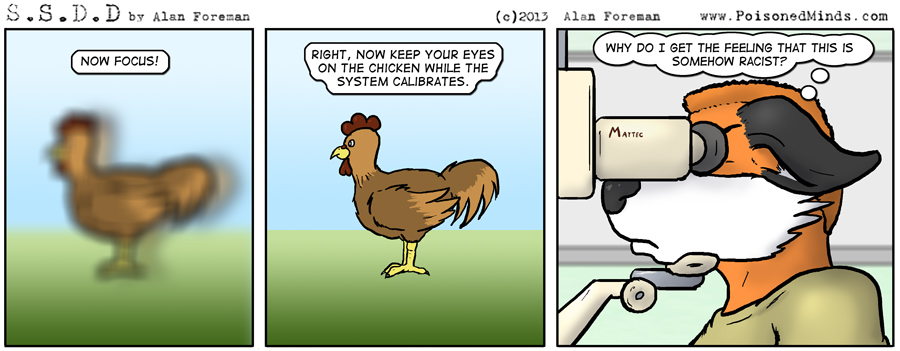 S.S.D.D by Alan Foreman (c)2013 Alan Foreman www.PoisonedMinds.com
NOW FOCUS!
RIGHT, NOW KEEP YOUR EYES
ON THE CHICKEN WHILE THE
SYSTEM CALIBRATES.
WHY DO I GET THE FEELING THAT THIS IS
SOMEHOW RACIST?